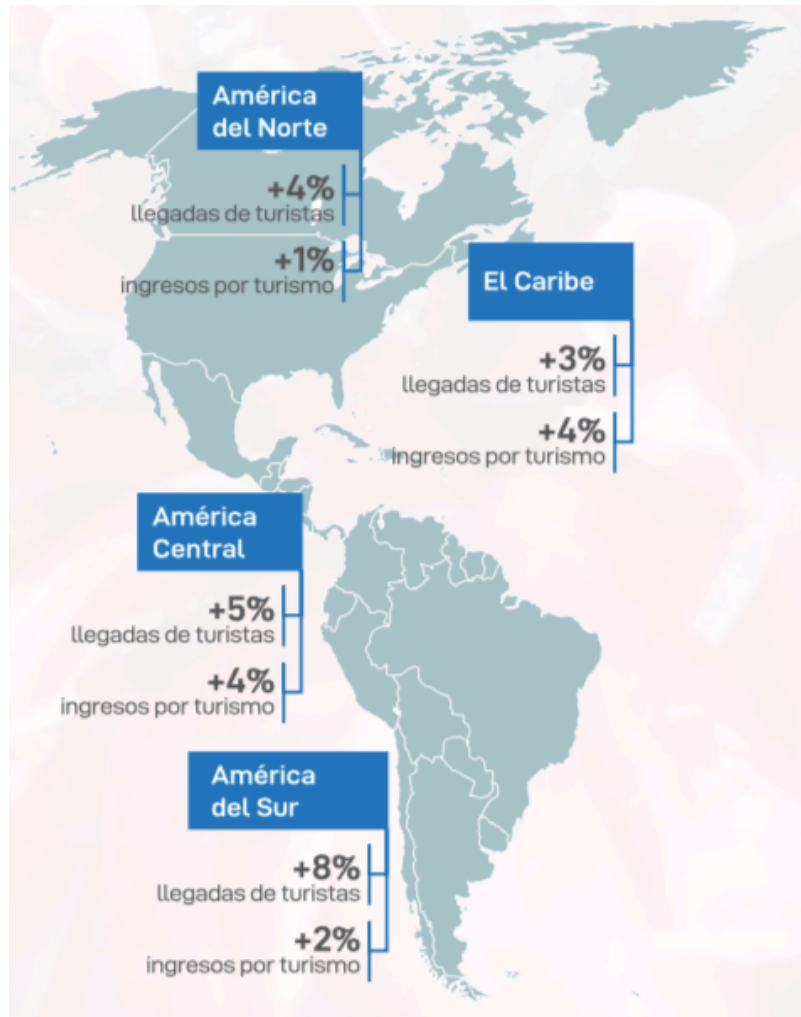 América
del Norte
+4%
llegadas de turistas
+1%
ingresos por turismo
El Caribe
+3%
llegadas de turistas
+4%
ingresos por turismo
América
Central
+5%
llegadas de turistas
+4%
ingresos por turismo
América
del Sur
+8%
llegadas de turistas
+2%
ingresos por turismo